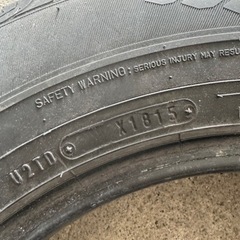 SAFETY WARNING: SERIOUS INJURY MAY RESU
U2TD X1815